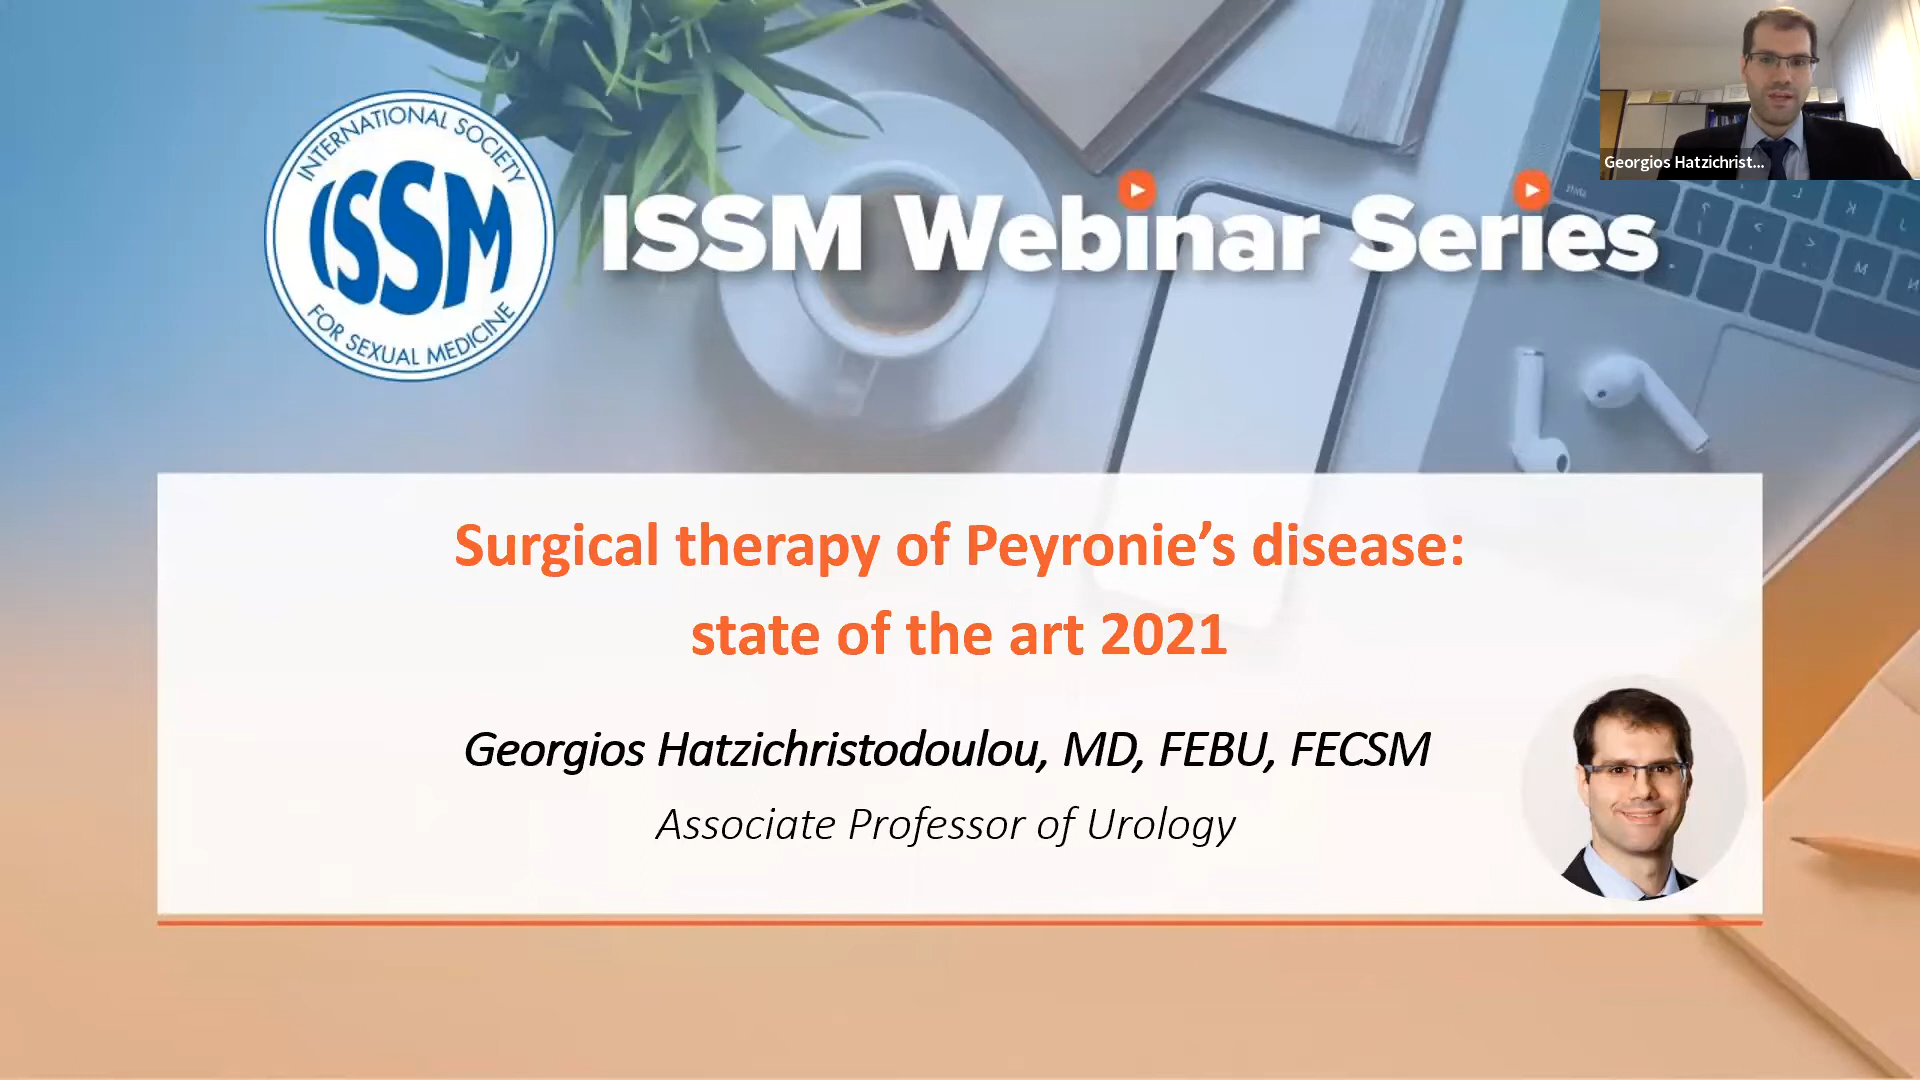 INTERNATIONAL SOCIETY
ISSM
FOR SEXUAL MEDICINE
ISSM Webinar Series
Georgios Hatzichrist...
Surgical therapy of Peyronie’s disease:
state of the art 2021
Georgios Hatzichristodoulou, MD, FEBU, FECSM
Associate Professor of Urology